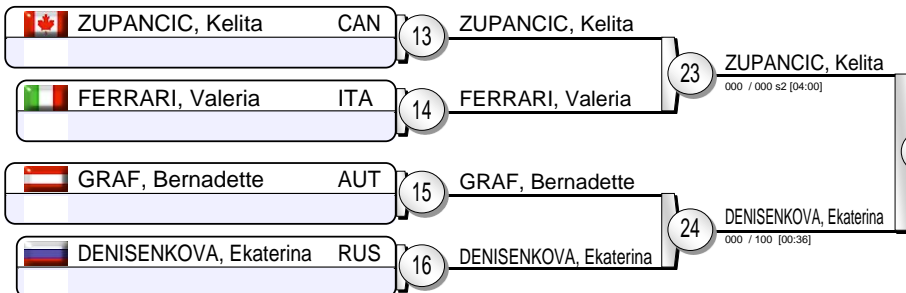 ZUPANCIC, Kelita CAN
13
ZUPANCIC, Kelita
FERRARI, Valeria ITA
14
FERRARI, Valeria
23
ZUPANCIC, Kelita
000 / 000 s2 [04:00]
GRAF, Bernadette AUT
15
GRAF, Bernadette
DENISENKOVA, Ekaterina RUS
16
DENISENKOVA, Ekaterina
24
DENISENKOVA, Ekaterina
000 / 100 [00:36]